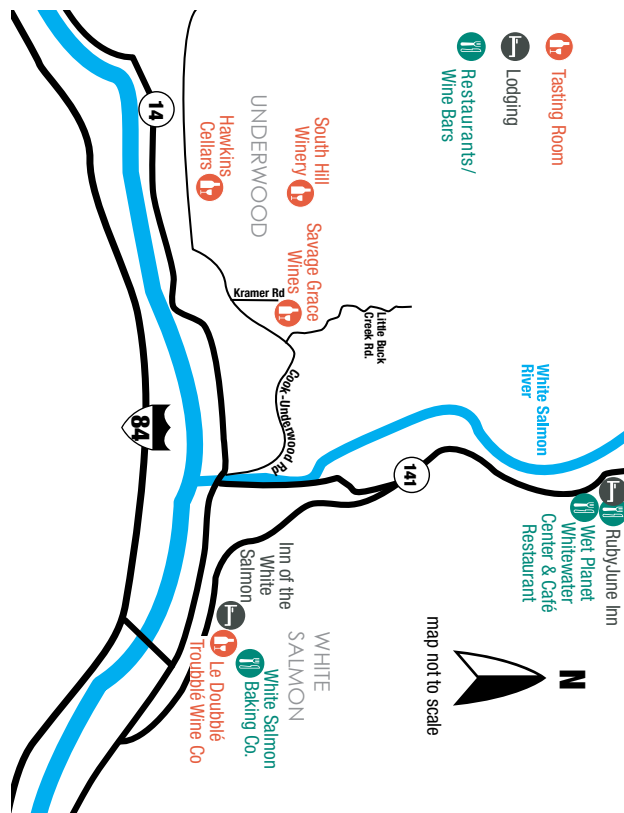 Tasting Room
Lodging
Restaurants/
Wine Bars
14
UNDERWOOD
South Hill
Winery
Hawkins
Cellars
Savage Grace
Wines
Kramer Rd
Little Buck
Creek Rd.
Cook-Underwood Rd
White Salmon
River
84
141
RubyJune Inn
Wet Planet
Whitewater
Center & Café
Restaurant
Inn of the
White
Salmon
WHITE
SALMON
White Salmon
Baking Co.
Le Doubblé
Troubblé Wine Co
N
map not to scale